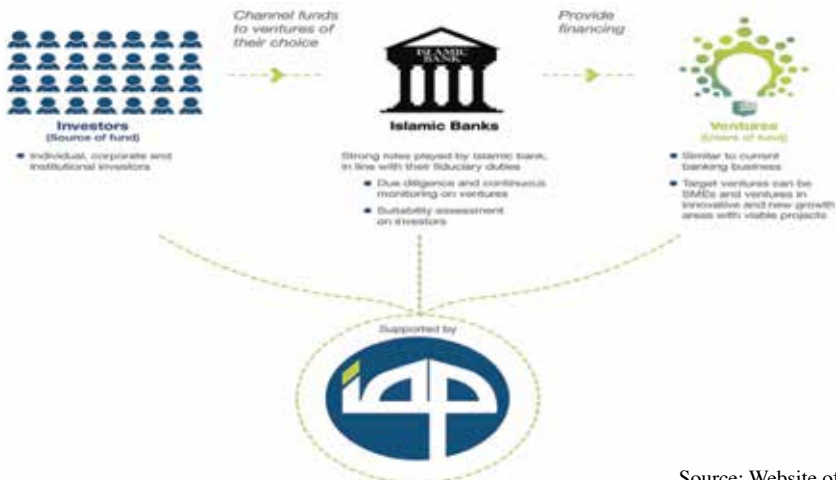 Channel funds
to ventures of
their choice
Provide
financing
ISLAMIC
BANK
Investors
(Source of fund)
• Individual, corporate and
institutional investors
Islamic Banks
Strong roles played by Islamic bank,
in line with their fiduciary duties
• Due diligence and continuous
monitoring on ventures
• Suitability assessment
on investors
Ventures
(Users of fund)
• Similar to current
banking business
• Target ventures can be
SMEs and ventures in
innovative and new growth
areas with viable projects
Supported by
iap
Source: Website of